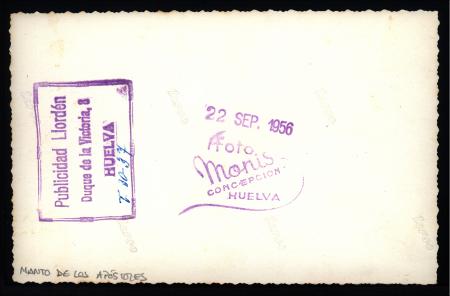 Publicidad Llordén
Duque de la Victoria, 8
HUELVA
22 SEP. 1956
Foto.
Monis
CONCEPCION
HUELVA
MANTO DE LOS APÓSTOLES